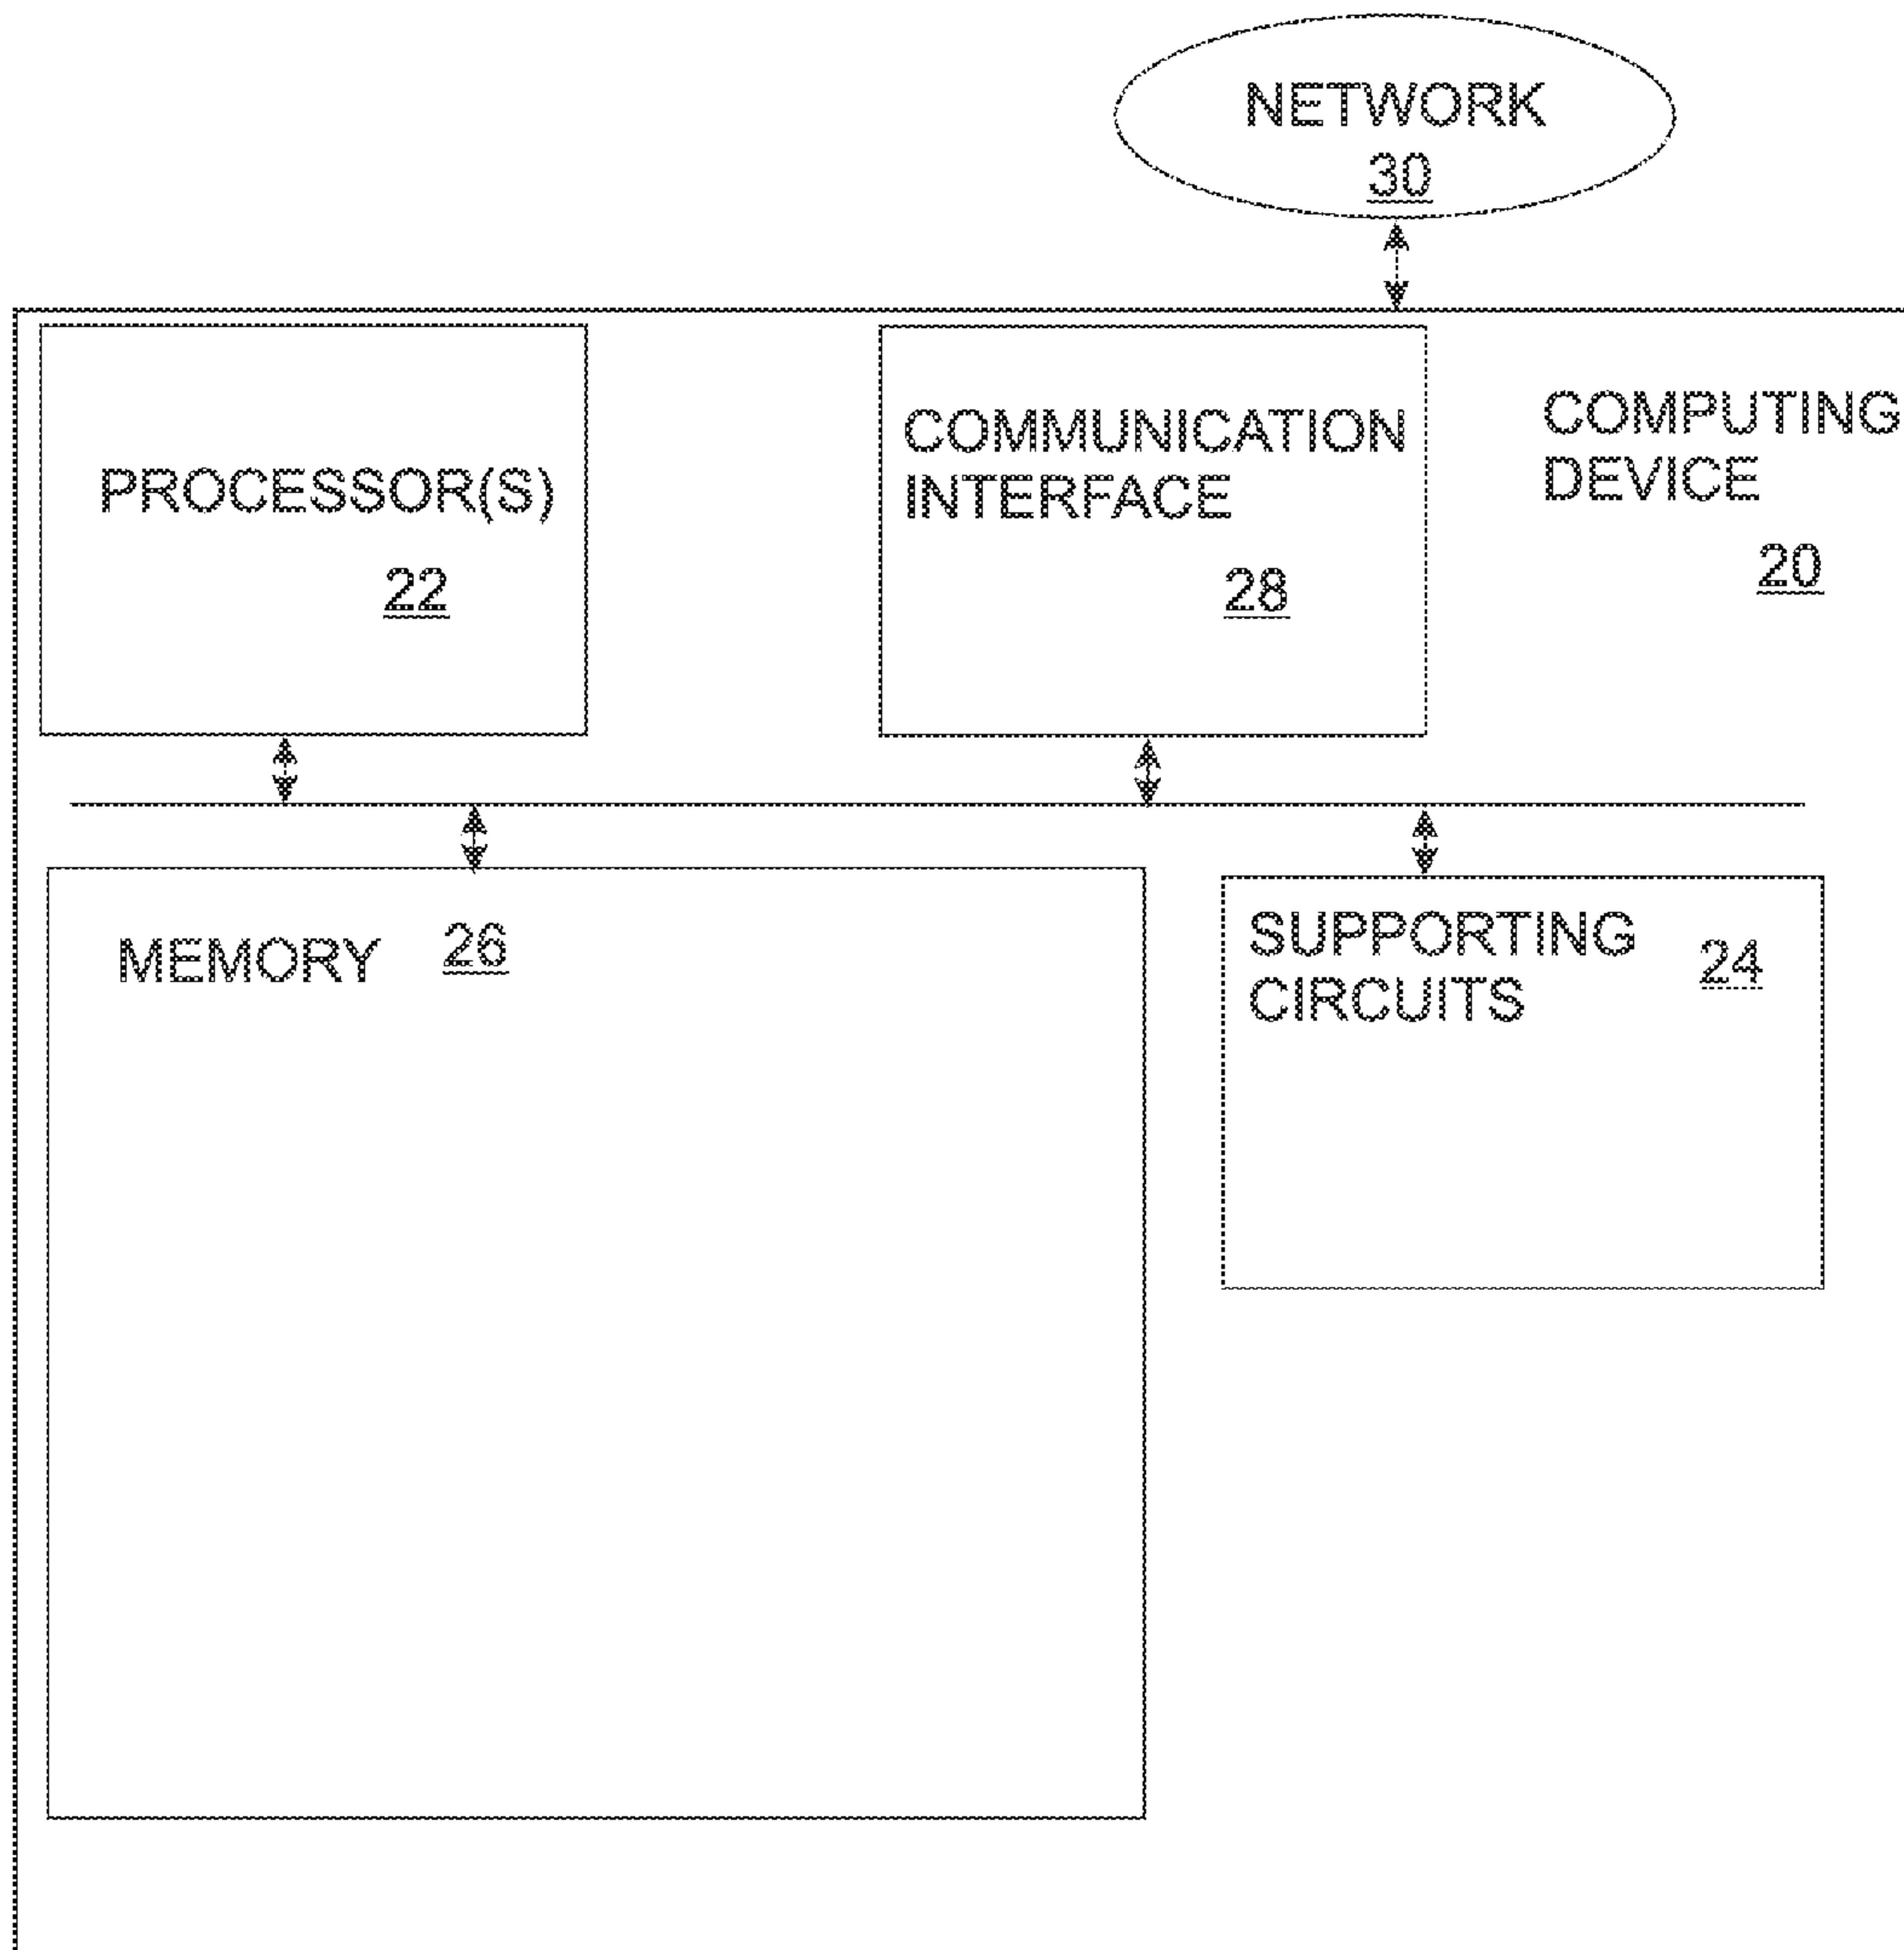 NETWORK
30
PROCESSOR(S)
22
COMMUNICATION
INTERFACE
28
COMPUTING
DEVICE
20
MEMORY 26
SUPPORTING
CIRCUITS
24